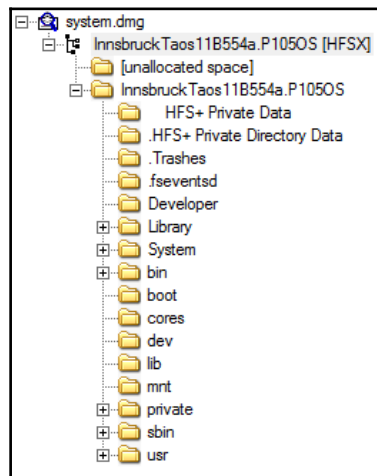 system.dmg
InnsbruckTaos11B554a.P105OS [HFSX]
[unallocated space]
InnsbruckTaos11B554a.P105OS
HFS+ Private Data
.HFS+ Private Directory Data
.Trashes
.fseventsd
Developer
Library
System
bin
boot
cores
dev
lib
mnt
private
sbin
usr